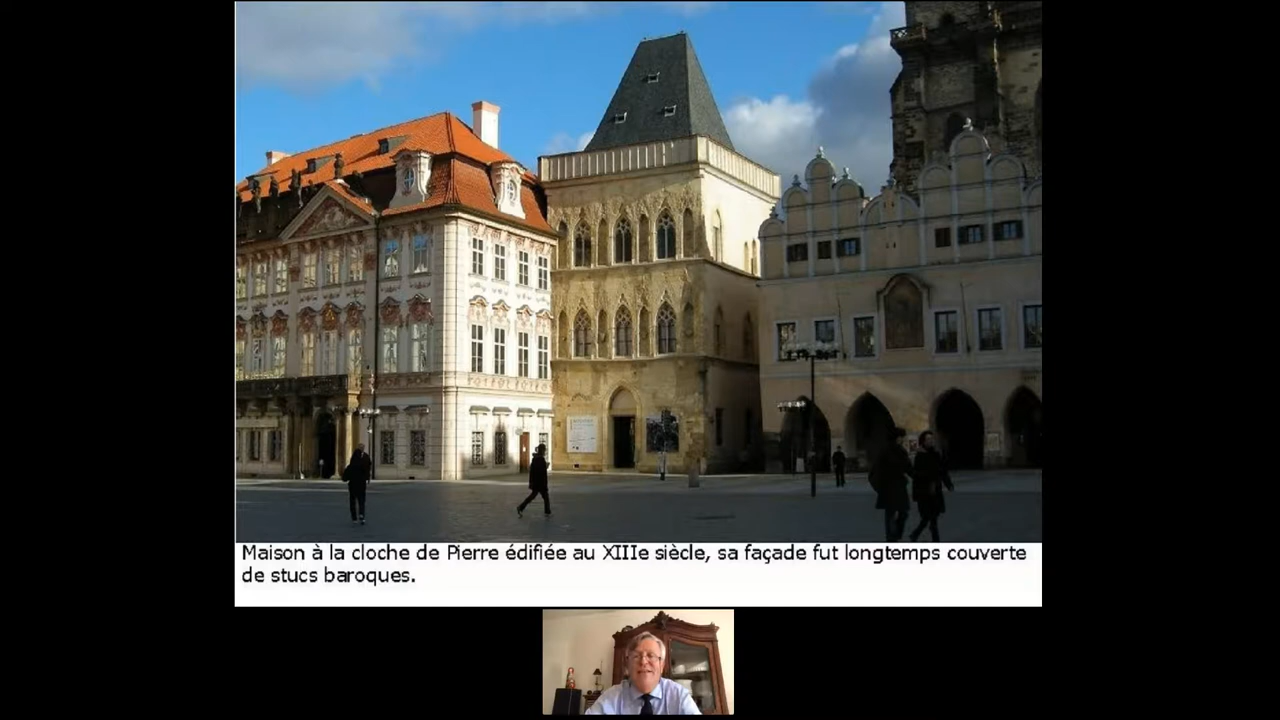 Maison à la cloche de Pierre édifiée au XIIIe siècle, sa façade fut longtemps couverte
de stucs baroques.